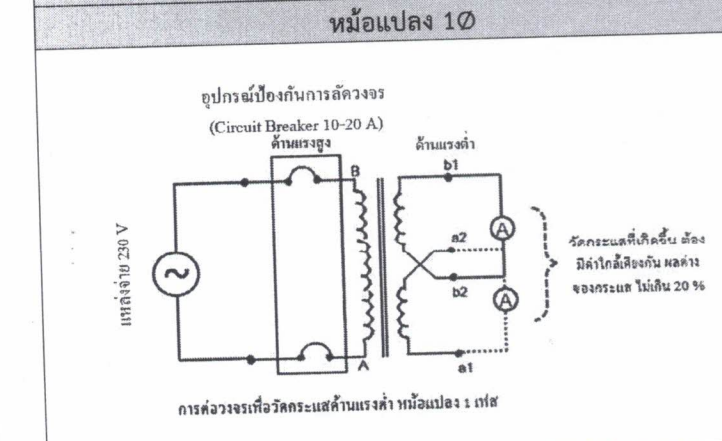 หม้อแปลง 1Ø
อุปกรณ์ป้องกันการลัดวงจร
(Circuit Breaker 10-20 A)
ด้านแรงสูง
ด้านแรงต่ำ
b1
B
A
a2
แหล่งจ่าย 230 V
b2
A
วัดกระแสที่เกิดขึ้น ต้อง
มีค่าใกล้เคียงกัน ผลต่าง
ของกระแส ไม่เกิน 20 %
A
a1
การต่อวงจรเพื่อวัดกระแสด้านแรงต่ำ หม้อแปลง 1 เฟส